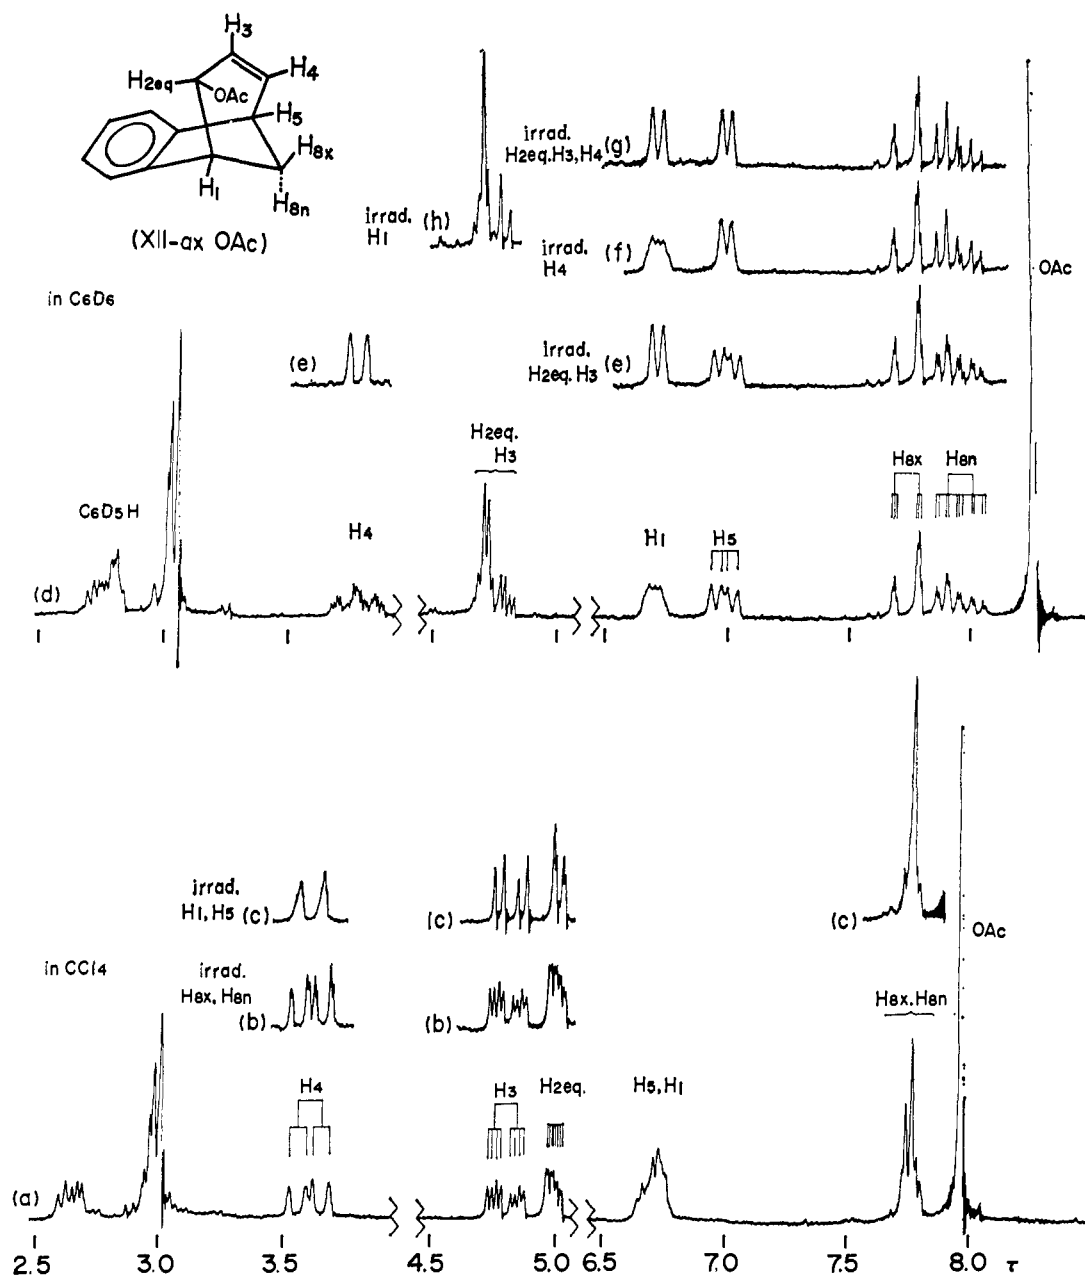 H3
H2eq
OAc
H4
H5
H8x
H1
H8n
(XII-ax OAc)
irrad.
H2eq.H3,H4
(g)
irrad.
H1
(h)
irrad.
H4
(f)
OAc
in C6D6
(e)
irrad.
H2eq.H3
(e)
H2eq.
H3
H8x
H8n
C6D5H
H4
H1
H5
(d)
irrad.
H1,H5
(c)
(c)
(c)
OAc
in CCl4
irrad.
H8x,H8n
(b)
(b)
H8x.H8n
H4
H3
H2eq.
H5,H1
(a)
2.5
3.0
3.5
4.5
5.0
6.5
7.0
7.5
8.0
τ